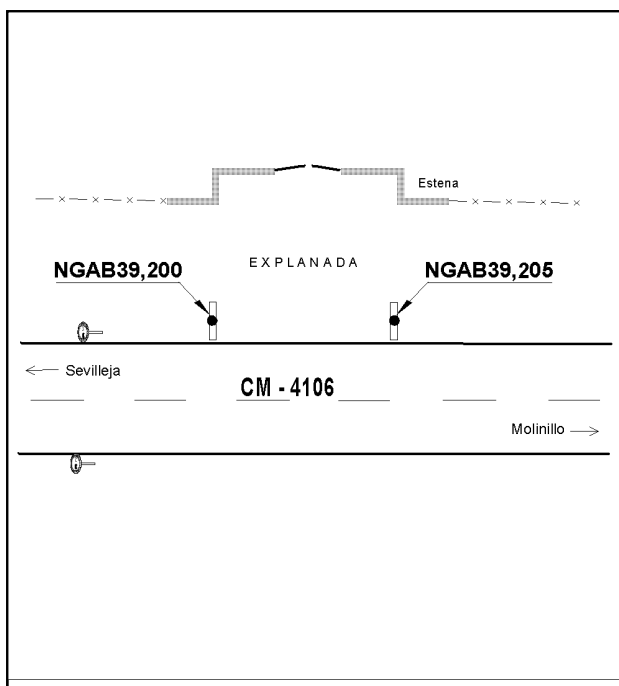 Estena
EXPLANADA
NGAB39,200
NGAB39,205
Sevilleja
CM - 4106
Molinillo